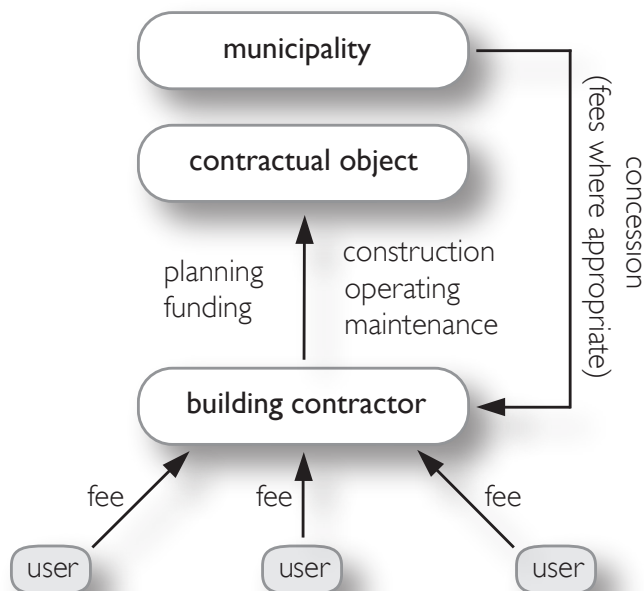 municipality
contractual object
concession
(fees where appropriate)
planning
funding
construction
operating
maintenance
building contractor
fee
fee
fee
user
user
user